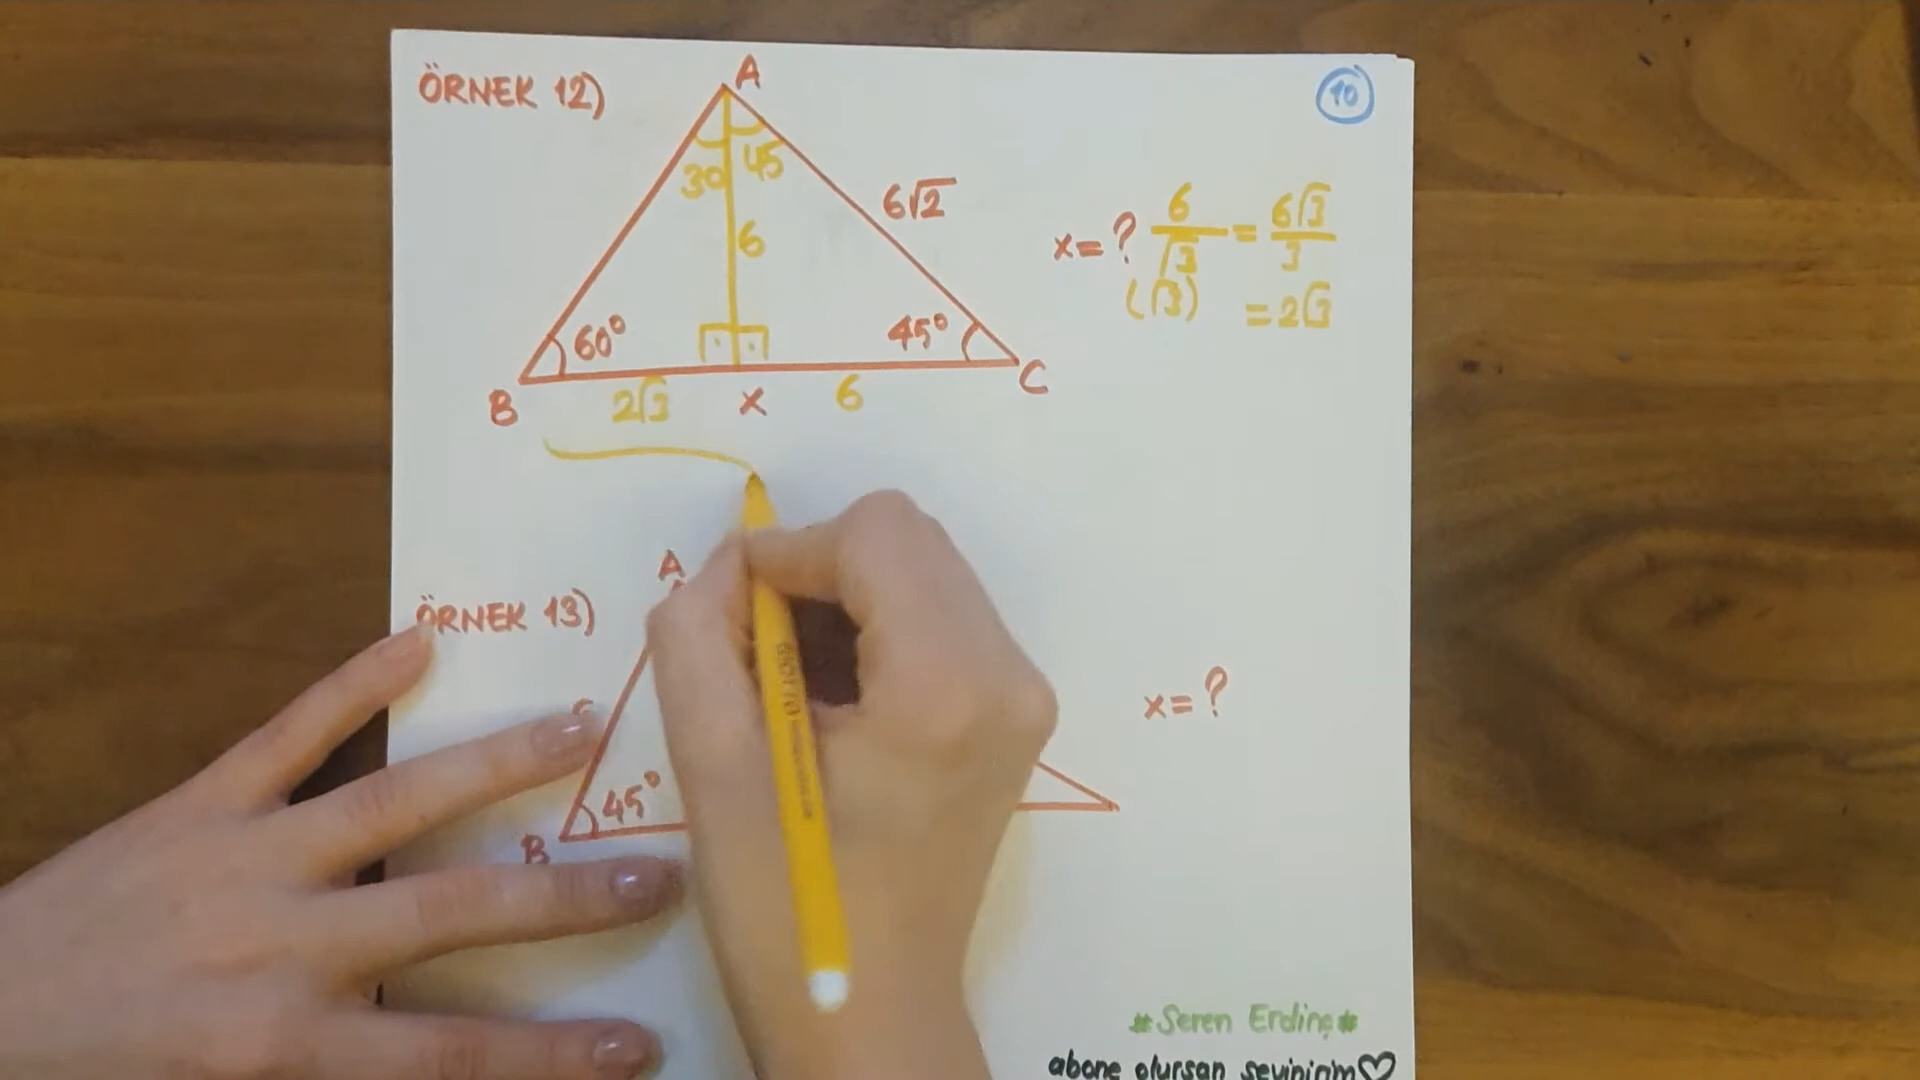 ÖRNEK 12)
A
10
30
45
6√2
6
x=? 6/√3 = 6√3/3
(√3) = 2√3
60°
45°
B
2√3
x
6
C
A
ÖRNEK 13)
x=?
45°
B
*Seren Erdinç*
abone olursan sevinirim♡